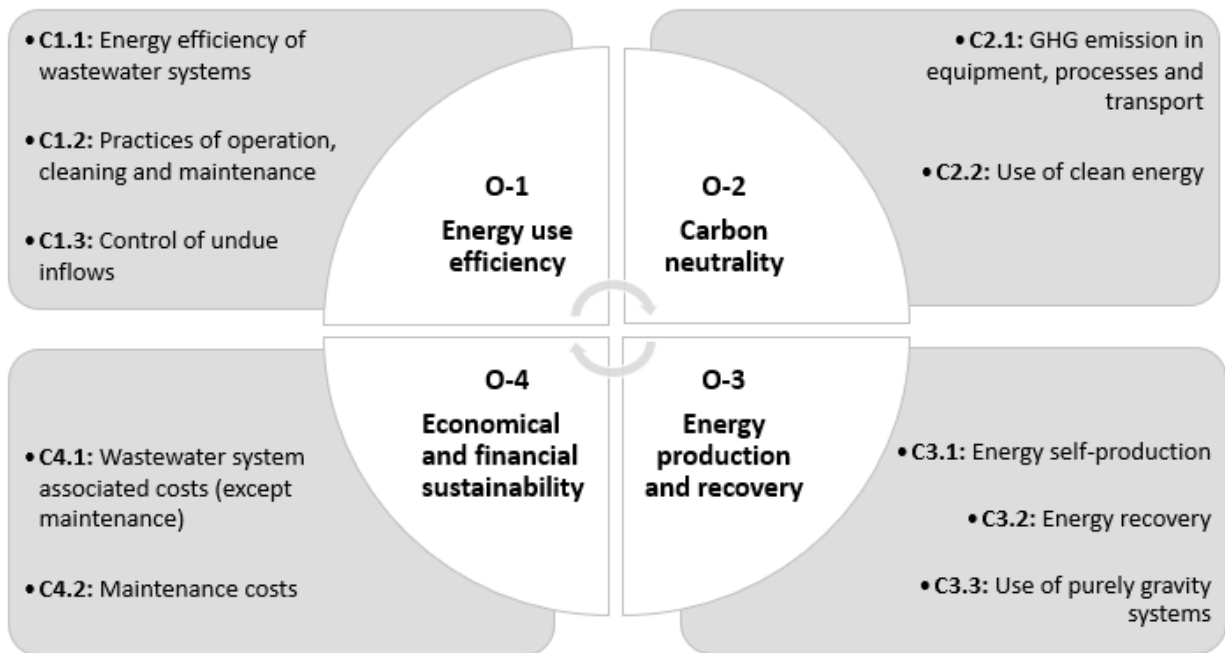 • C1.1: Energy efficiency of
wastewater systems
• C1.2: Practices of operation,
cleaning and maintenance
• C1.3: Control of undue
inflows
O-1
Energy use
efficiency
O-2
Carbon
neutrality
• C2.1: GHG emission in
equipment, processes and
transport
• C2.2: Use of clean energy
• C4.1: Wastewater system
associated costs (except
maintenance)
• C4.2: Maintenance costs
O-4
Economical
and financial
sustainability
O-3
Energy
production
and recovery
• C3.1: Energy self-production
• C3.2: Energy recovery
• C3.3: Use of purely gravity
systems